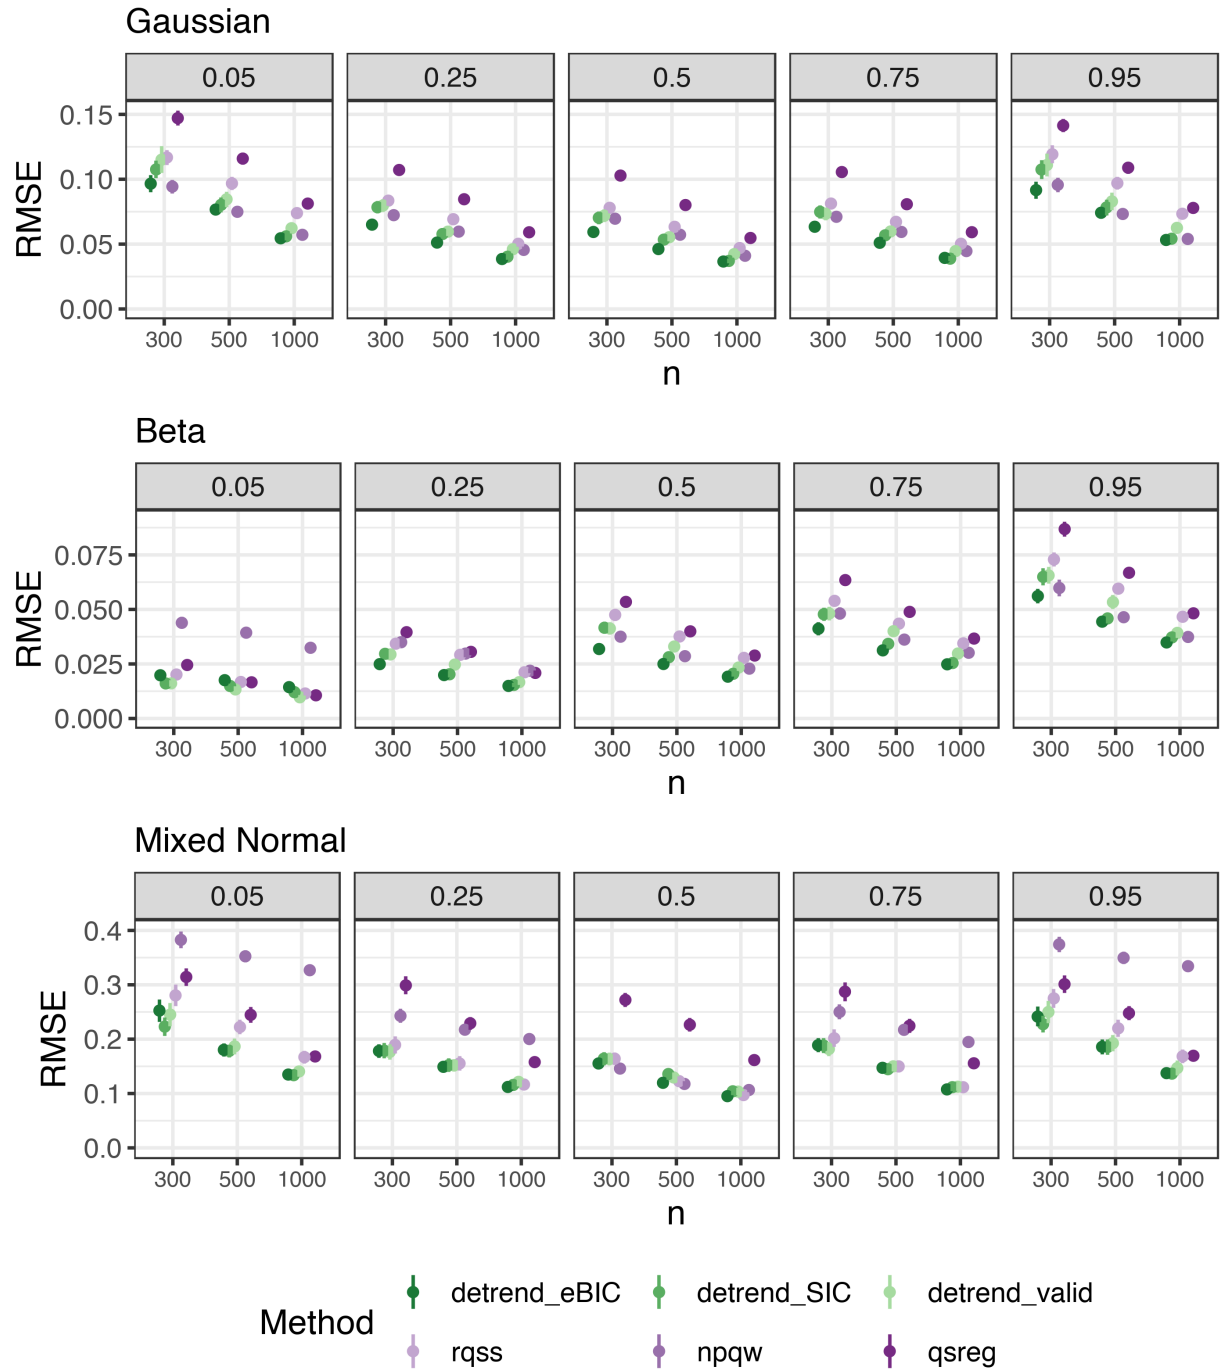 Gaussian
0.05 0.25 0.5 0.75 0.95
RMSE
0.15
0.10
0.05
0.00
300 500 1000 300 500 1000 300 500 1000 300 500 1000 300 500 1000
n
Beta
0.05 0.25 0.5 0.75 0.95
RMSE
0.075
0.050
0.025
0.000
300 500 1000 300 500 1000 300 500 1000 300 500 1000 300 500 1000
n
Mixed Normal
0.05 0.25 0.5 0.75 0.95
RMSE
0.4
0.3
0.2
0.1
0.0
300 500 1000 300 500 1000 300 500 1000 300 500 1000 300 500 1000
n
Method
detrend_eBIC detrend_SIC detrend_valid
rqss npqw qsreg